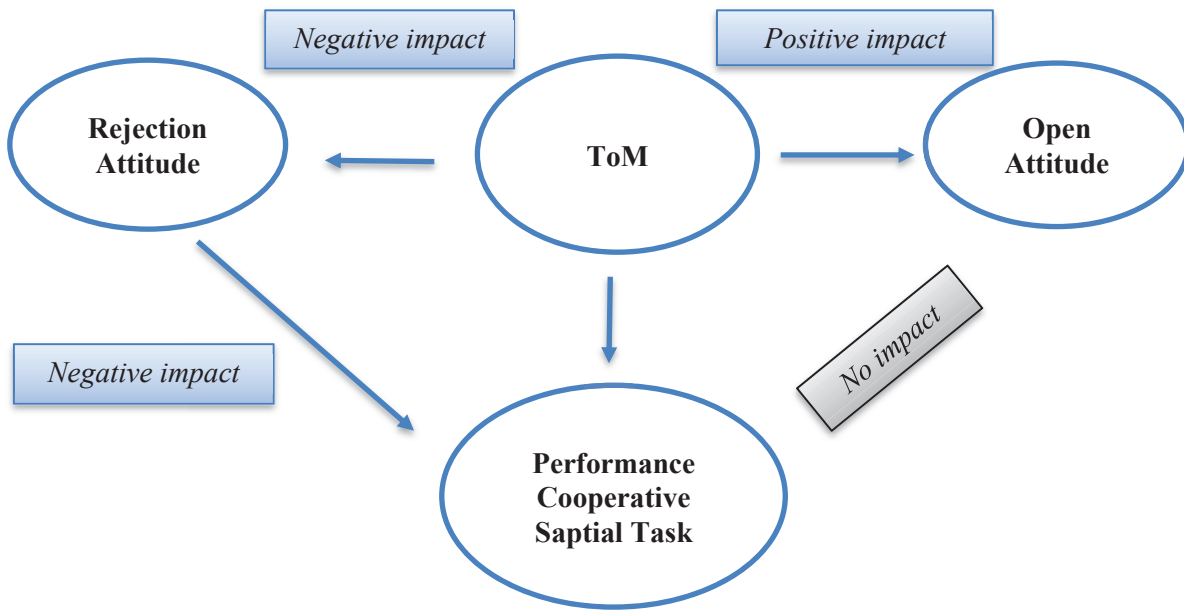 Negative impact
Positive impact
Rejection
Attitude
ToM
Open
Attitude
No impact
Negative impact
Performance
Cooperative
Saptial Task